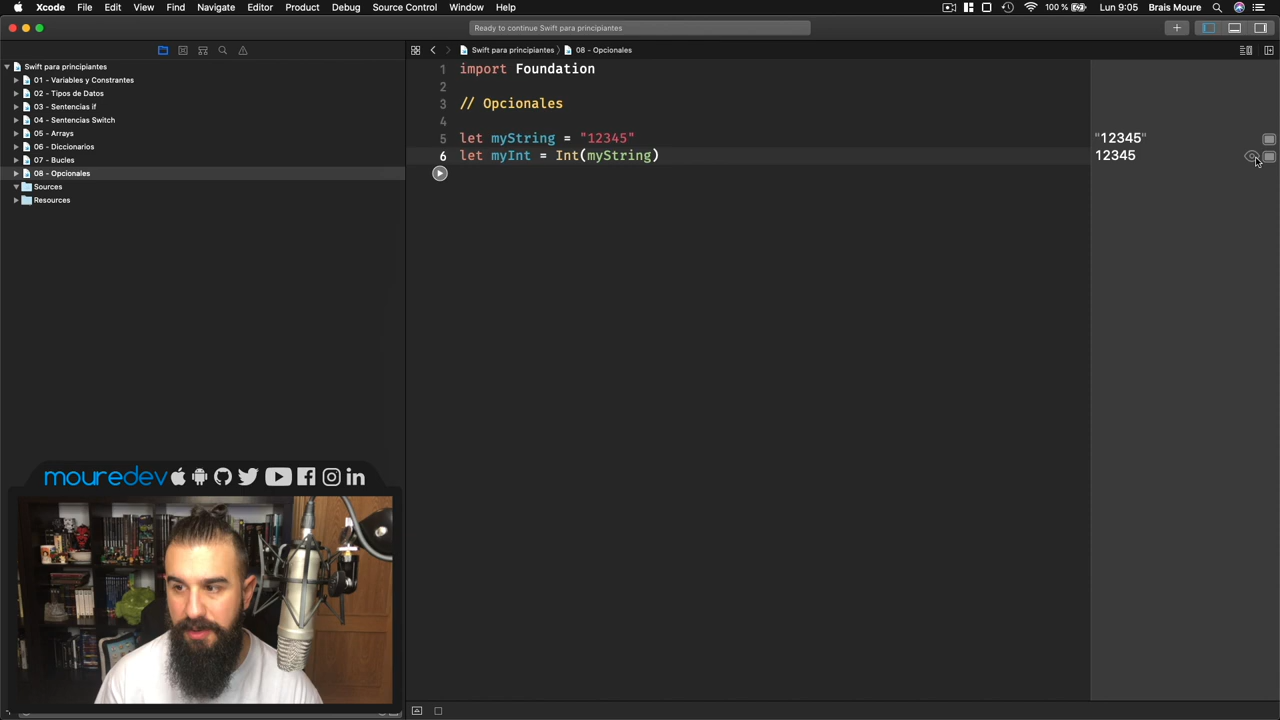 Xcode File Edit View Find Navigate Editor Product Debug Source Control Window Help 100 % Lun 9:05 Brais Moure
Ready to continue Swift para principiantes
Swift para principiantes 08 - Opcionales
Swift para principiantes
01 - Variables y Constrantes
02 - Tipos de Datos
03 - Sentencias if
04 - Sentencias Switch
05 - Arrays
06 - Diccionarios
07 - Bucles
08 - Opcionales
Sources
Resources
1 import Foundation
2
3 // Opcionales
4
5 let myString = "12345"
6 let myInt = Int(myString)
"12345"
12345
mouredev